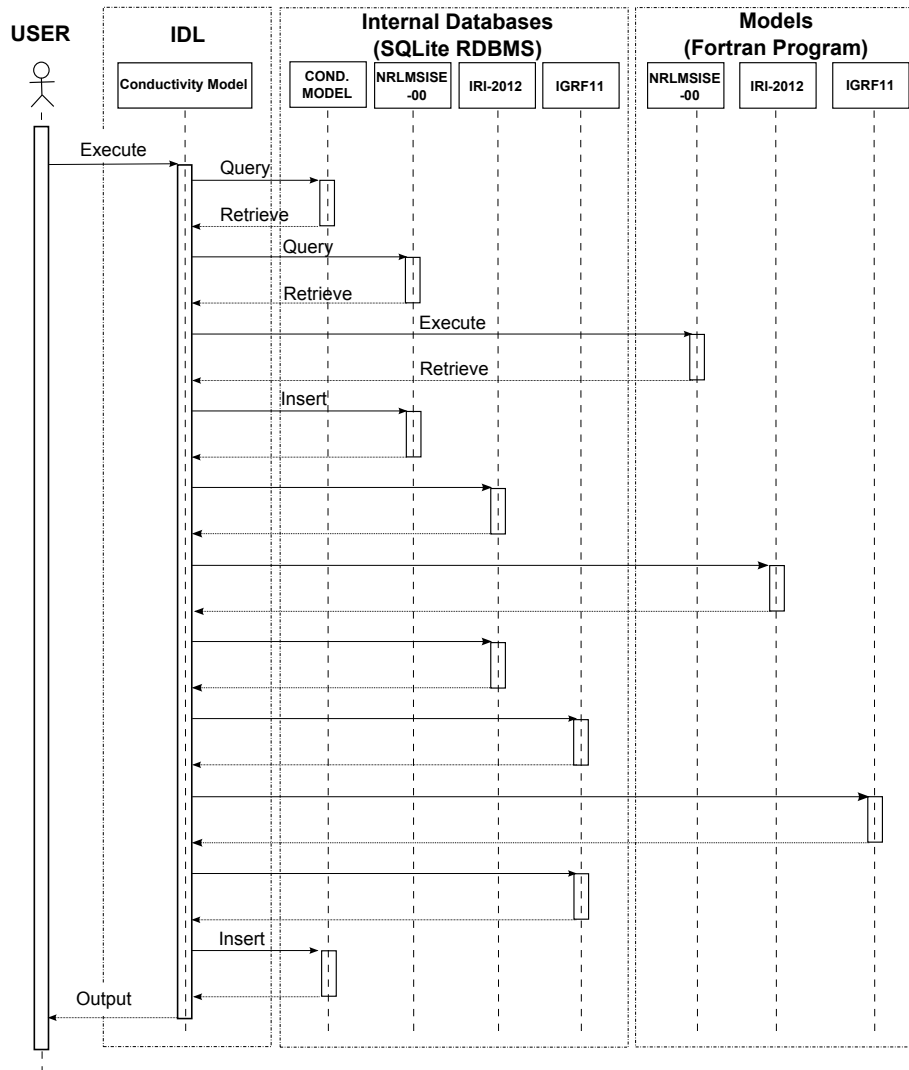 USER
IDL
Internal Databases
(SQLite RDBMS)
Models
(Fortran Program)
Conductivity Model
COND.
MODEL
NRLMSISE
-00
IRI-2012
IGRF11
NRLMSISE
-00
IRI-2012
IGRF11
Execute
Query
Retrieve
Query
Retrieve
Execute
Retrieve
Insert
Insert
Output